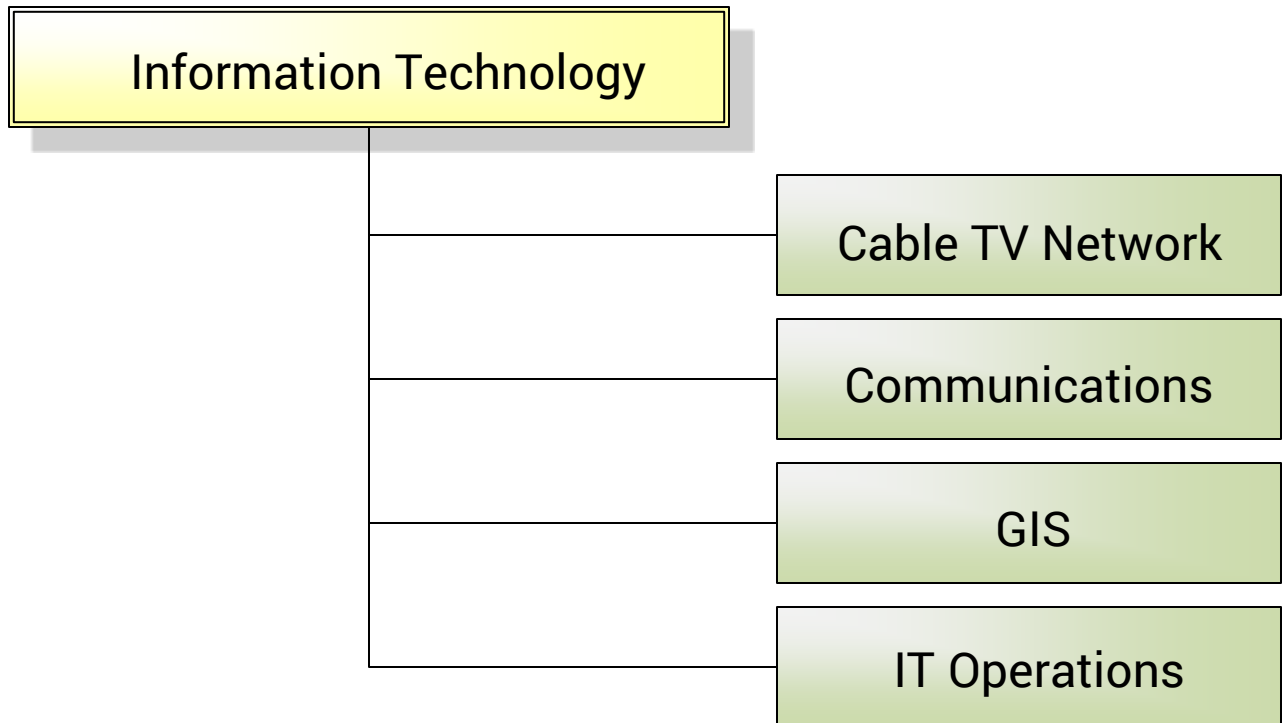 Information Technology
Cable TV Network
Communications
GIS
IT Operations